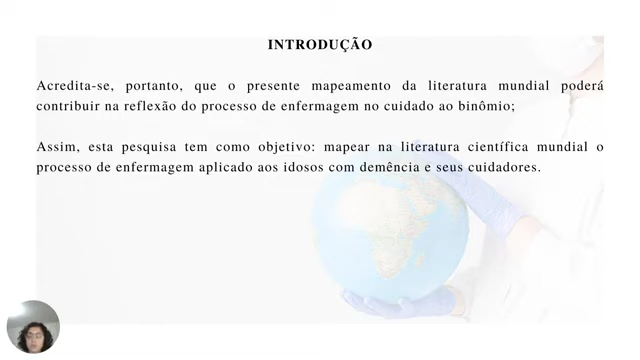 INTRODUÇÃO
Acredita-se, portanto, que o presente mapeamento da literatura mundial poderá
contribuir na reflexão do processo de enfermagem no cuidado ao binômio;
Assim, esta pesquisa tem como objetivo: mapear na literatura científica mundial o
processo de enfermagem aplicado aos idosos com demência e seus cuidadores.